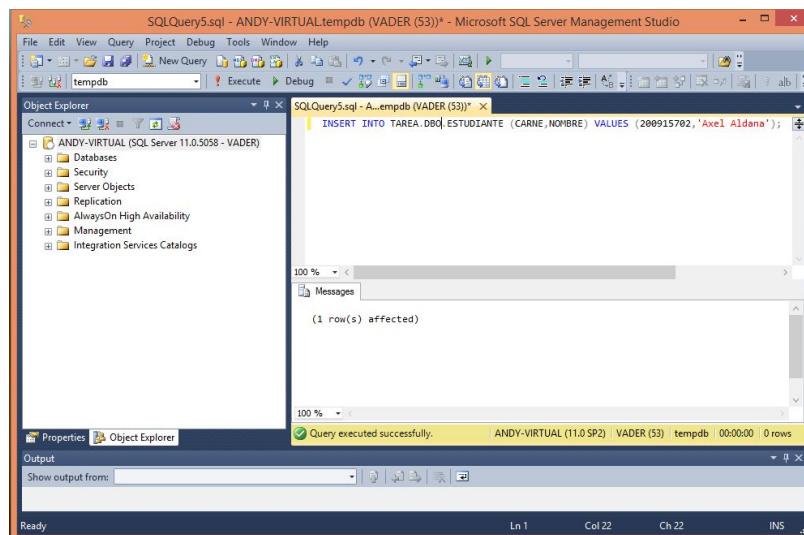 SQLQuery5.sql - ANDY-VIRTUAL.tempdb (VADER (53))* - Microsoft SQL Server Management Studio
File Edit View Query Project Debug Tools Window Help
New Query
tempdb
Execute Debug
Object Explorer
Connect
ANDY-VIRTUAL (SQL Server 11.0.5058 - VADER)
Databases
Security
Server Objects
Replication
AlwaysOn High Availability
Management
Integration Services Catalogs
Properties Object Explorer
SQLQuery5.sql - A...empdb (VADER (53))*
INSERT INTO TAREA.DBO.ESTUDIANTE (CARNE,NOMBRE) VALUES (200915702,'Axel Aldana');
100 %
Messages
(1 row(s) affected)
100 %
Query executed successfully. ANDY-VIRTUAL (11.0 SP2) VADER (53) tempdb 00:00:00 0 rows
Output
Show output from:
Ready Ln 1 Col 22 Ch 22 INS